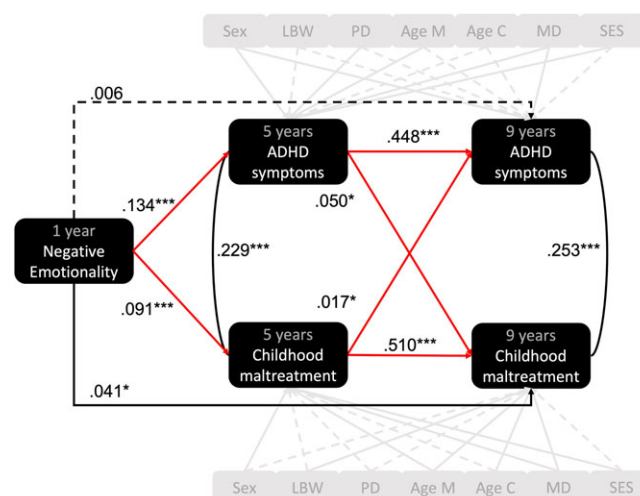 Sex LBW PD Age M Age C MD SES
.006
5 years
ADHD
symptoms
.448***
9 years
ADHD
symptoms
.134***
.050*
1 year
Negative
Emotionality
.229***
.253***
.091***
.017*
5 years
Childhood
maltreatment
.510***
9 years
Childhood
maltreatment
.041*
Sex LBW PD Age M Age C MD SES